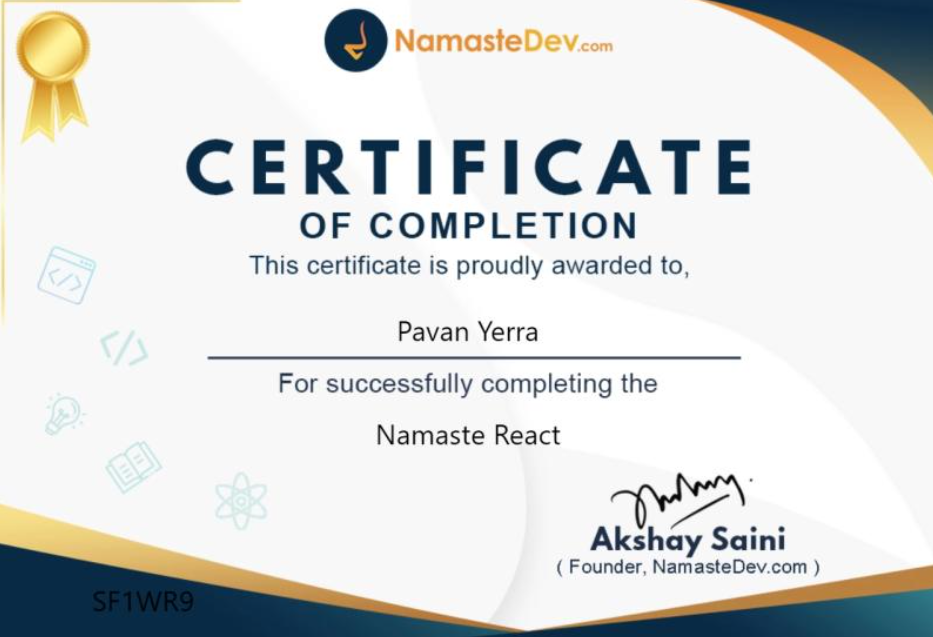 NamasteDev.com
CERTIFICATE
OF COMPLETION
This certificate is proudly awarded to,
Pavan Yerra
For successfully completing the
Namaste React
Akshay Saini
( Founder, NamasteDev.com )
SF1WR9